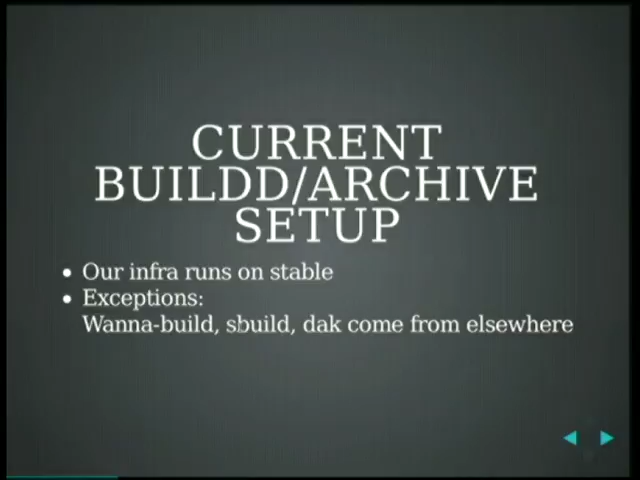 CURRENT
BUILDD/ARCHIVE
SETUP
• Our infra runs on stable
• Exceptions:
Wanna-build, sbuild, dak come from elsewhere